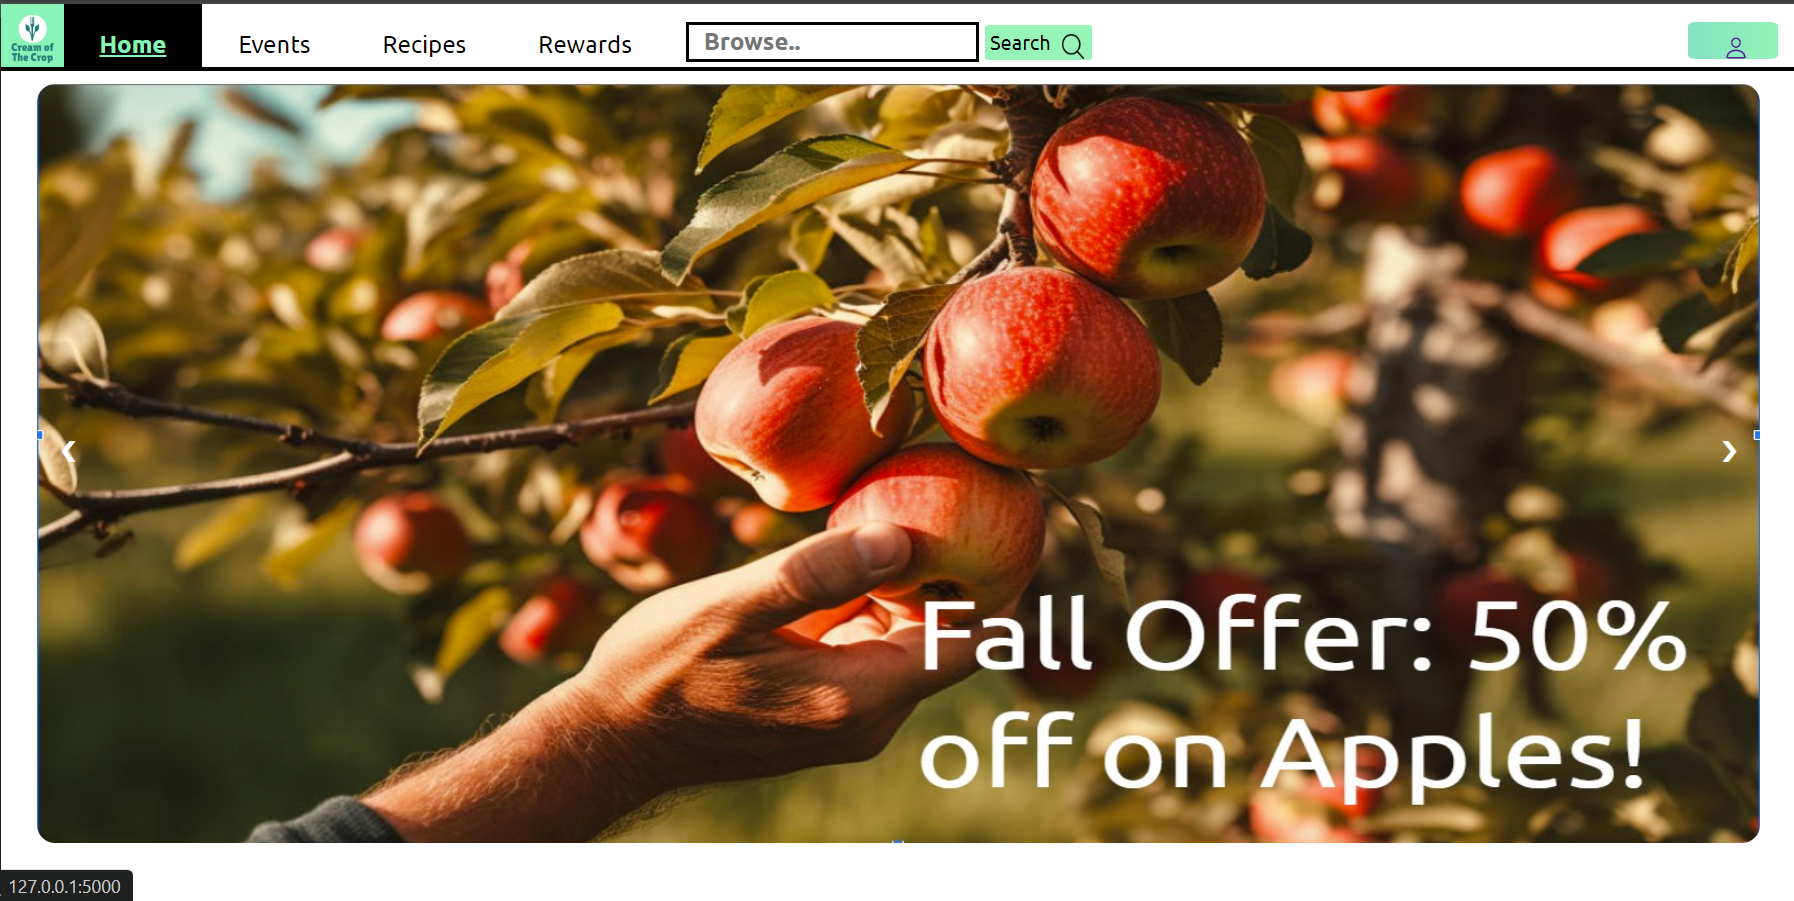 Cream of
The Crop
Home
Events
Recipes
Rewards
Browse..
Search
Fall Offer: 50%
off on Apples!
127.0.0.1:5000